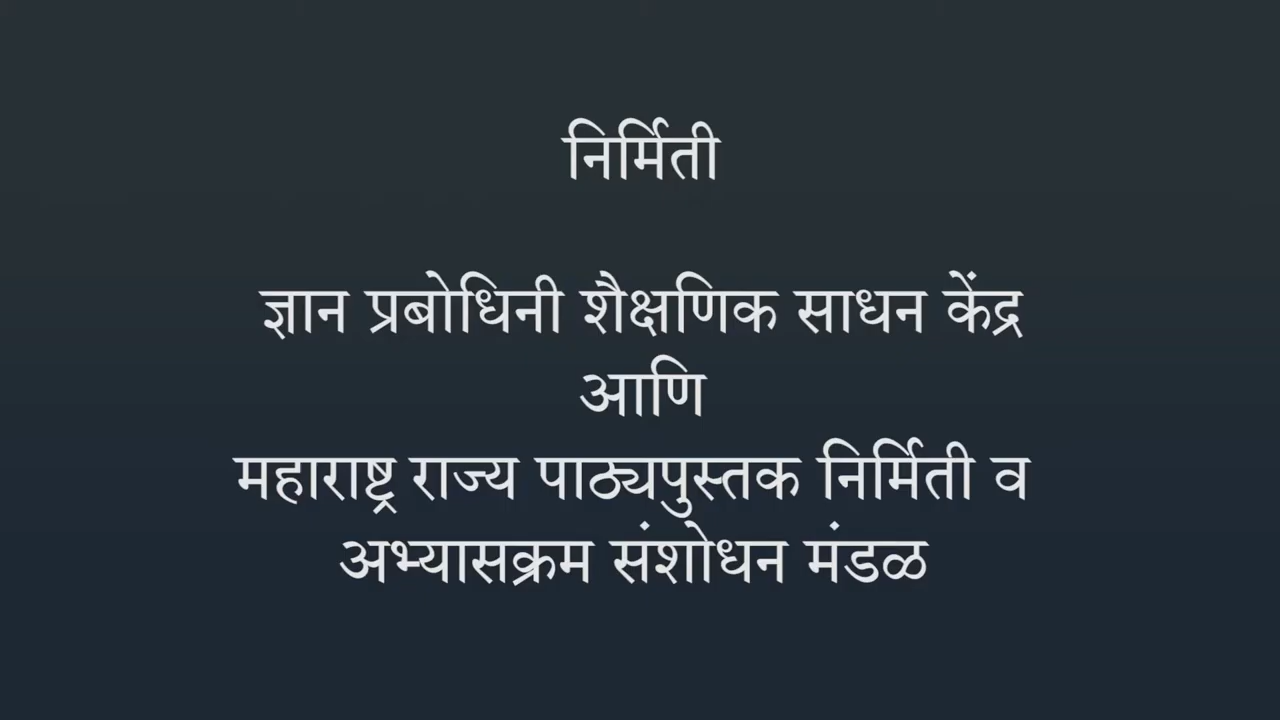 निर्मिती
ज्ञान प्रबोधिनी शैक्षणिक साधन केंद्र
आणि
महाराष्ट्र राज्य पाठ्यपुस्तक निर्मिती व
अभ्यासक्रम संशोधन मंडळ